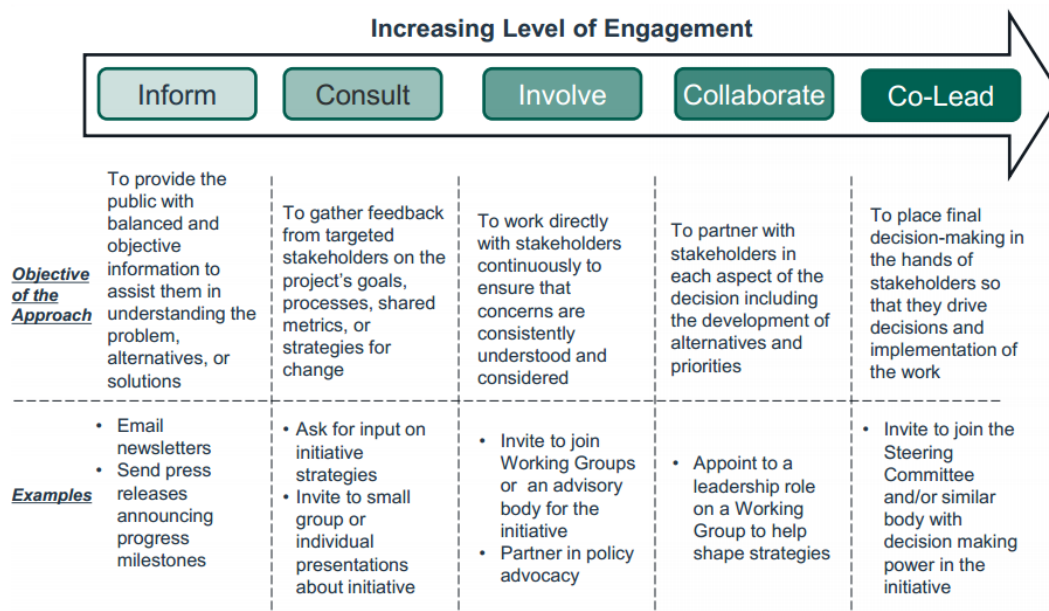 Increasing Level of Engagement
Inform
Consult
Involve
Collaborate
Co-Lead
Objective
of the
Approach
To provide the
public with
balanced and
objective
information to
assist them in
understanding the
problem,
alternatives, or
solutions
To gather feedback
from targeted
stakeholders on the
project's goals,
processes, shared
metrics, or
strategies for
change
To work directly
with stakeholders
continuously to
ensure that
concerns are
consistently
understood and
considered
To partner with
stakeholders in
each aspect of the
decision including
the development of
alternatives and
priorities
To place final
decision-making in
the hands of
stakeholders so
that they drive
decisions and
implementation of
the work
Examples
• Email
newsletters
• Send press
releases
announcing
progress
milestones
• Ask for input on
initiative
strategies
• Invite to small
group or
individual
presentations
about initiative
• Invite to join
Working Groups
or an advisory
body for the
initiative
• Partner in policy
advocacy
• Appoint to a
leadership role
on a Working
Group to help
shape strategies
• Invite to join the
Steering
Committee
and/or similar
body with
decision making
power in the
initiative